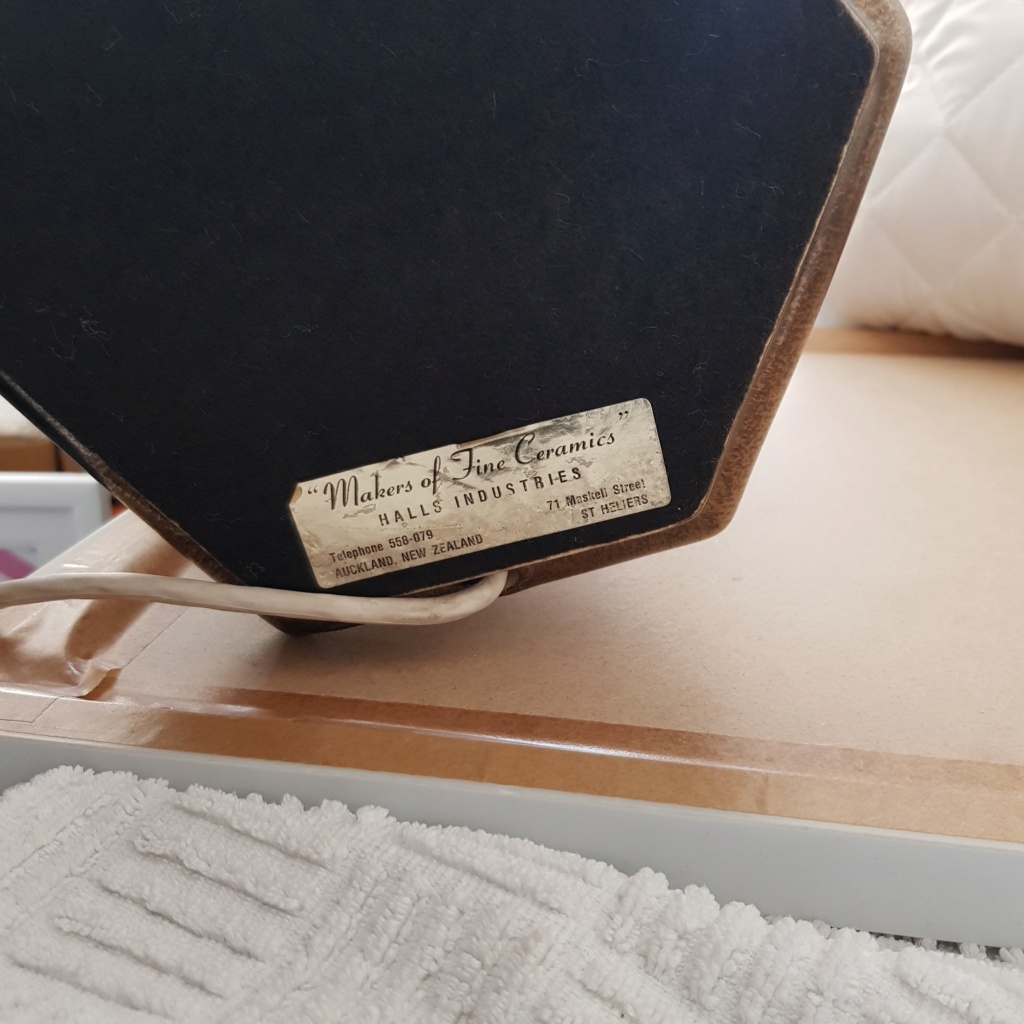 "Makers of Fine Ceramics"
HALLS INDUSTRIES
71 Maskell Street
ST HELIERS.
Telephone 558-079
AUCKLAND, NEW ZEALAND